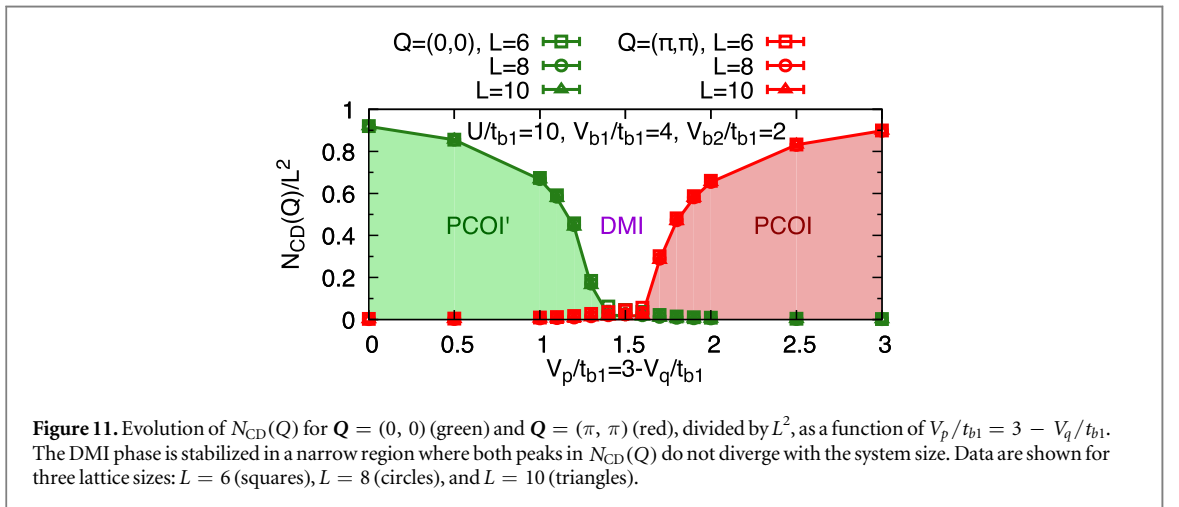 Q=(0,0), L=6 Q=(π,π), L=6
L=8 L=8
L=10 L=10
U/t_b1=10, V_b1/t_b1=4, V_b2/t_b1=2
N_CD(Q)/L²
1
0.8
0.6
0.4
0.2
0
PCOI' DMI PCOI
0 0.5 1 1.5 2 2.5 3
V_p/t_b1=3-V_q/t_b1
Figure 11. Evolution of N_CD(Q) for Q = (0, 0) (green) and Q = (π, π) (red), divided by L², as a function of V_p/t_b1 = 3 − V_q/t_b1.
The DMI phase is stabilized in a narrow region where both peaks in N_CD(Q) do not diverge with the system size. Data are shown for
three lattice sizes: L = 6 (squares), L = 8 (circles), and L = 10 (triangles).